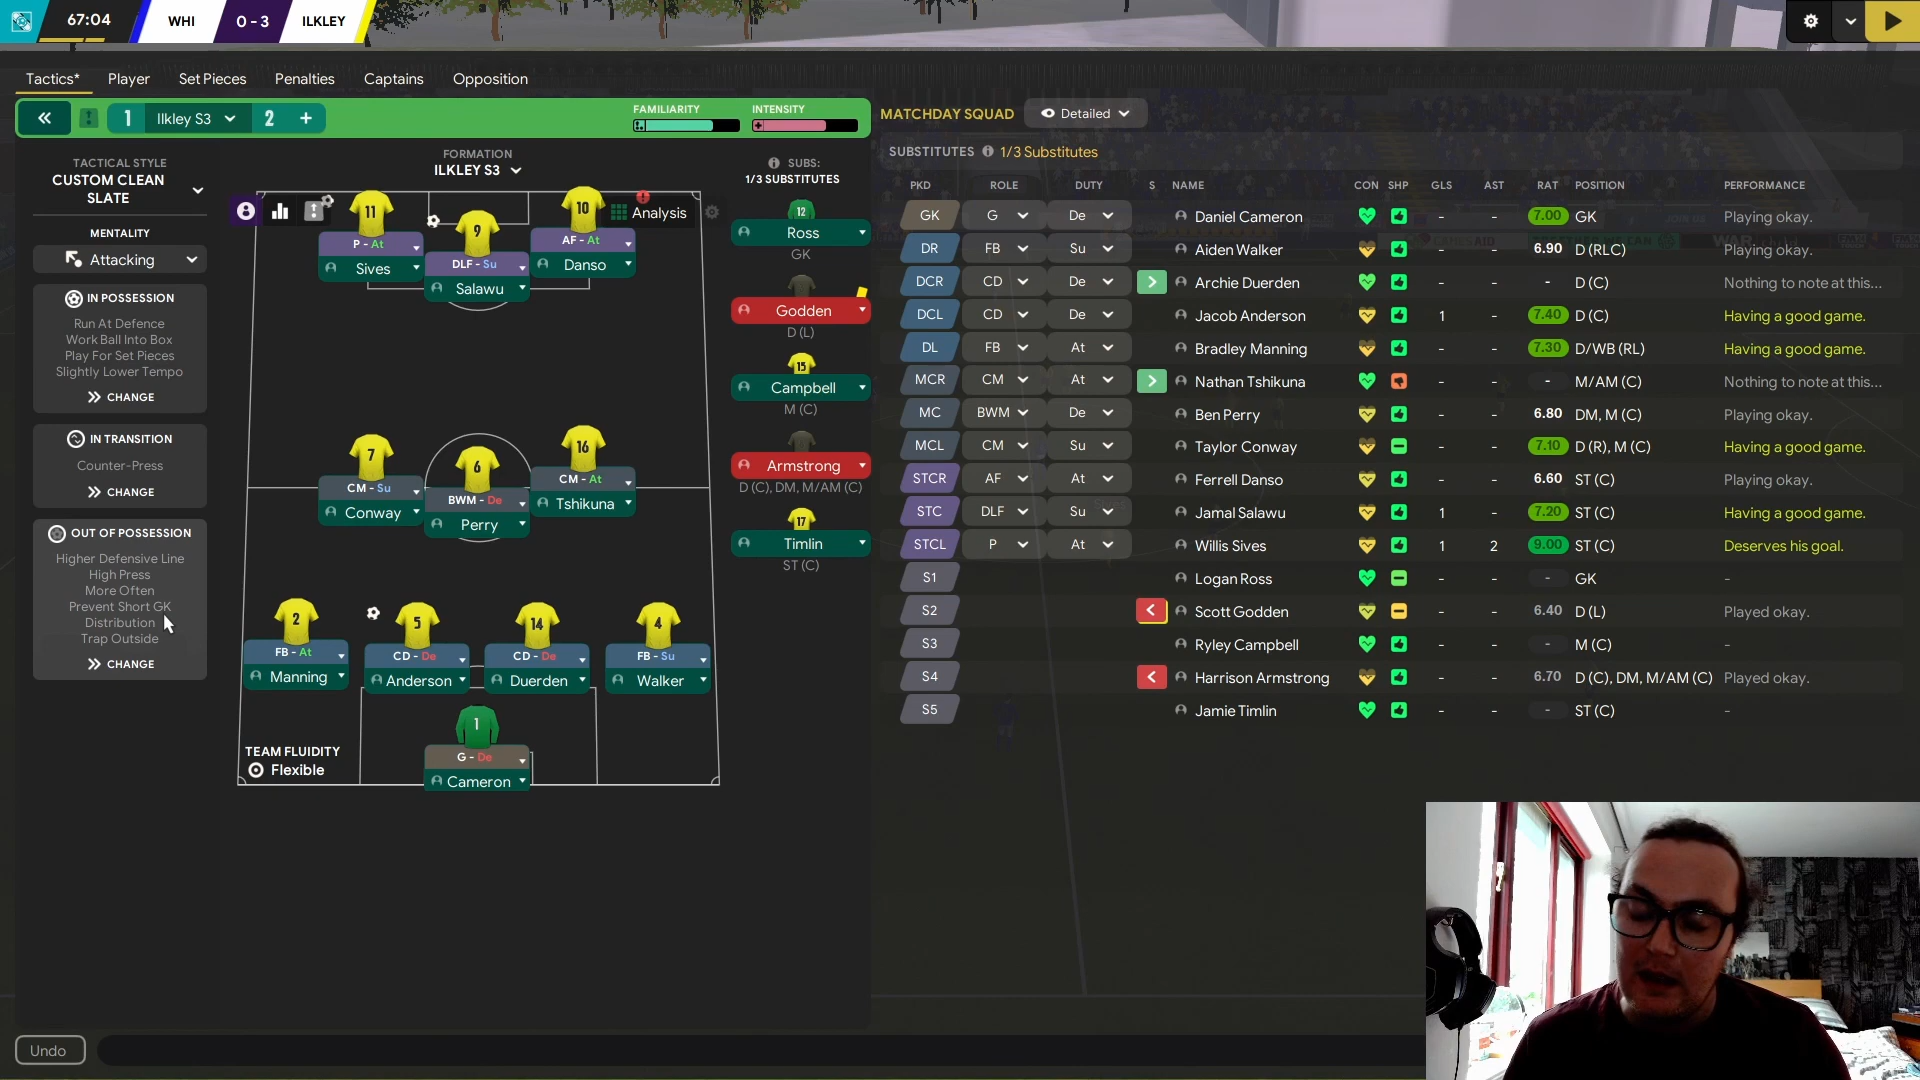 67:04
WHI
0 - 3
ILKLEY
Tactics*
Player
Set Pieces
Penalties
Captains
Opposition
1
Ilkley S3
2
FAMILIARITY
INTENSITY
TACTICAL STYLE
CUSTOM CLEAN
SLATE
MENTALITY
Attacking
IN POSSESSION
Run At Defence
Work Ball Into Box
Play For Set Pieces
Slightly Lower Tempo
CHANGE
IN TRANSITION
Counter-Press
CHANGE
OUT OF POSSESSION
Higher Defensive Line
High Press
More Often
Prevent Short GK
Distribution
Trap Outside
CHANGE
FORMATION
ILKLEY S3
Analysis
11
P - At
Sives
9
DLF - Su
Salawu
10
AF - At
Danso
7
CM - Su
Conway
6
BWM - De
Perry
16
CM - At
Tshikuna
2
FB - At
Manning
5
CD - De
Anderson
14
CD - De
Duerden
4
FB - Su
Walker
1
G - De
Cameron
TEAM FLUIDITY
Flexible
SUBS:
1/3 SUBSTITUTES
12
Ross
GK
Godden
D (L)
15
Campbell
M (C)
Armstrong
D (C), DM, M/AM (C)
17
Timlin
ST (C)
MATCHDAY SQUAD
Detailed
SUBSTITUTES 1/3 Substitutes
PKD ROLE DUTY S NAME CON SHP GLS AST RAT POSITION PERFORMANCE
GK G De Daniel Cameron - - 7.00 GK Playing okay.
DR FB Su Aiden Walker - - 6.90 D (RLC) Playing okay.
DCR CD De Archie Duerden - - - D (C) Nothing to note at this...
DCL CD De Jacob Anderson 1 - 7.40 D (C) Having a good game.
DL FB At Bradley Manning - - 7.30 D/WB (RL) Having a good game.
MCR CM At Nathan Tshikuna - - - M/AM (C) Nothing to note at this...
MC BWM De Ben Perry - - 6.80 DM, M (C) Playing okay.
MCL CM Su Taylor Conway - - 7.10 D (R), M (C) Having a good game.
STCR AF At Ferrell Danso - - 6.60 ST (C) Playing okay.
STC DLF Su Jamal Salawu 1 - 7.20 ST (C) Having a good game.
STCL P At Willis Sives 1 2 9.00 ST (C) Deserves his goal.
S1 Logan Ross - - - GK -
S2 Scott Godden - - 6.40 D (L) Played okay.
S3 Ryley Campbell - - - M (C) -
S4 Harrison Armstrong - - 6.70 D (C), DM, M/AM (C) Played okay.
S5 Jamie Timlin - - - ST (C) -
Undo